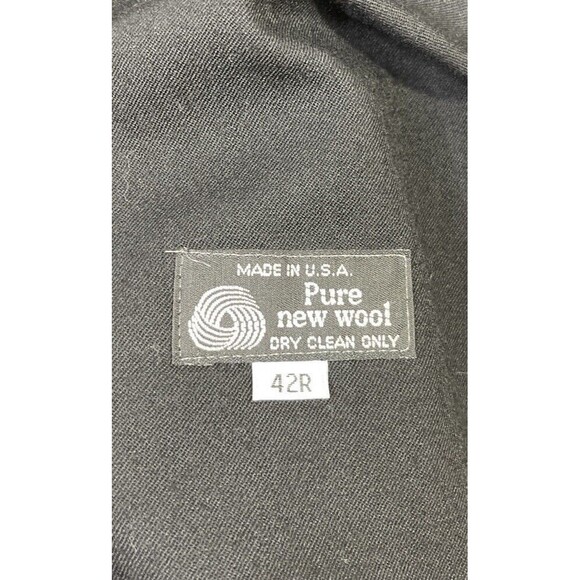 MADE IN U.S.A.
Pure
new wool
DRY CLEAN ONLY
42R